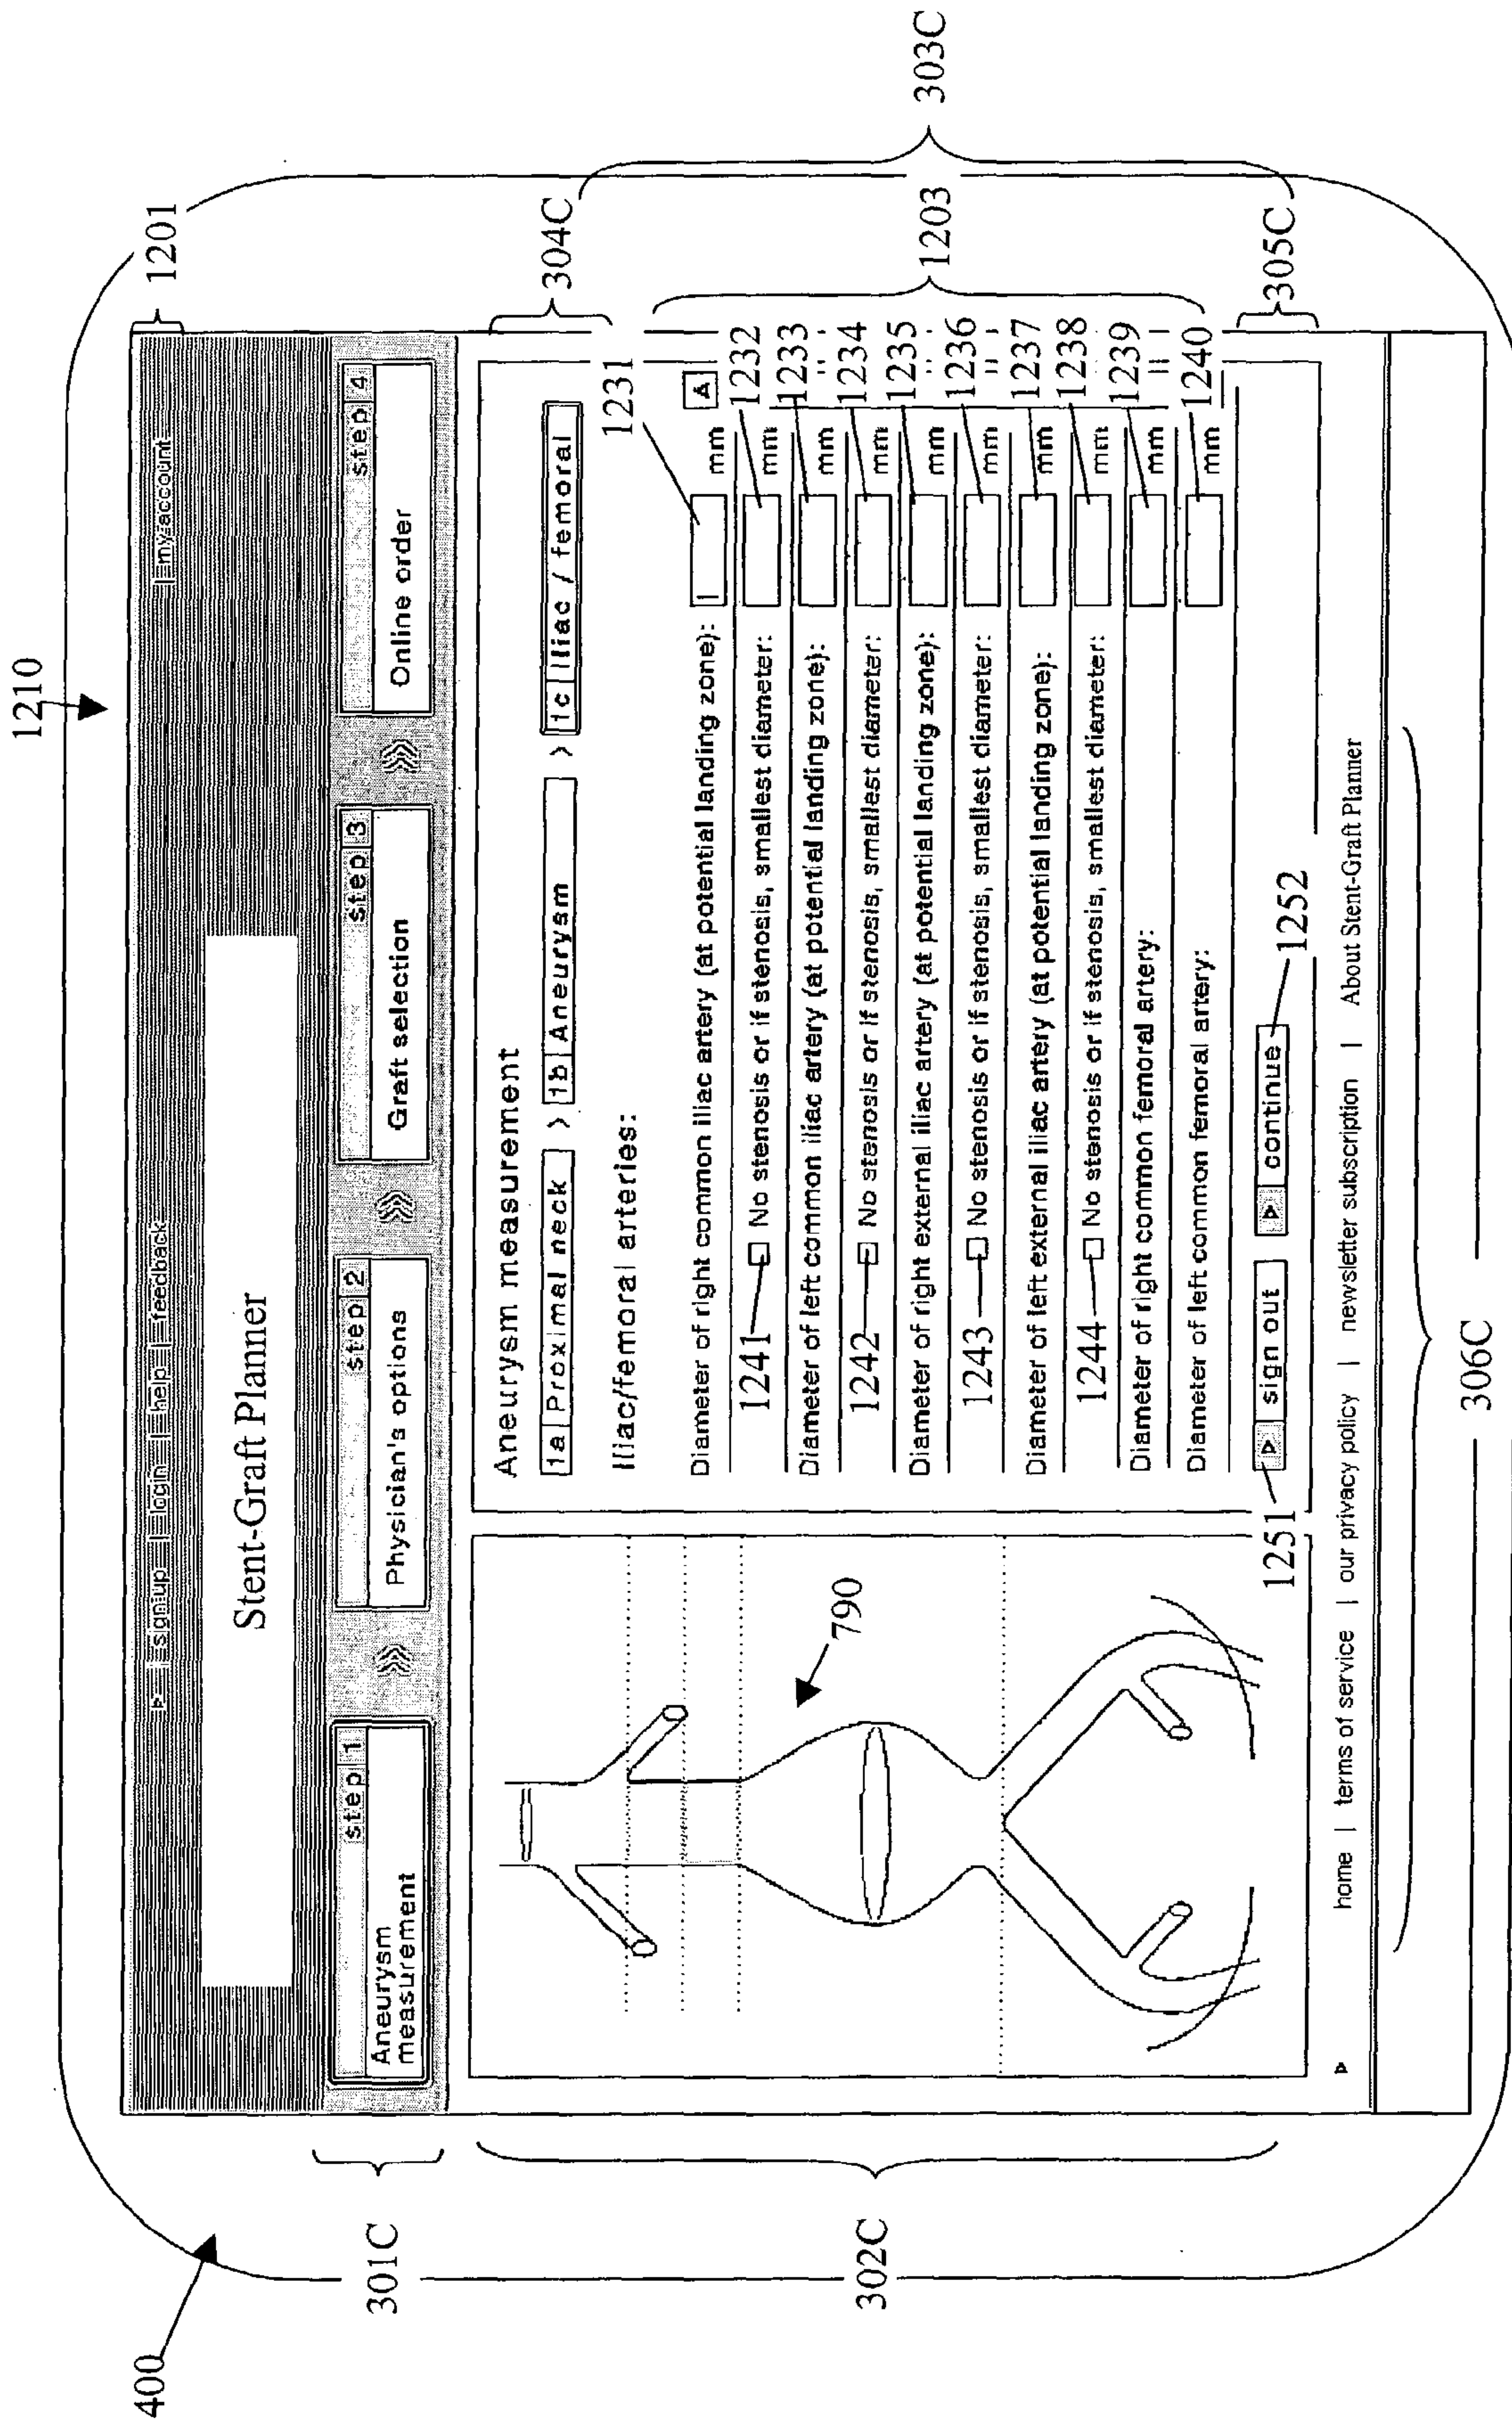 1210
400
1201
| signup | login | help | feedback
| my account
Stent-Graft Planner
301C
step 1
Aneurysm
measurement
step 2
Physician's options
step 3
Graft selection
step 4
Online order
302C
790
Aneurysm measurement
304C
1a Proximal neck > 1b Aneurysm > 1c Iliac / femoral
303C
1203
Iliac/femoral arteries:
1231
Diameter of right common iliac artery (at potential landing zone): mm
1241 No stenosis or if stenosis, smallest diameter: mm 1232
Diameter of left common iliac artery (at potential landing zone): mm 1233
1242 No stenosis or if stenosis, smallest diameter: mm 1234
Diameter of right external iliac artery (at potential landing zone): mm 1235
1243 No stenosis or if stenosis, smallest diameter: mm 1236
Diameter of left external iliac artery (at potential landing zone): mm 1237
1244 No stenosis or if stenosis, smallest diameter: mm 1238
Diameter of right common femoral artery: mm 1239
Diameter of left common femoral artery: mm 1240
1251 sign out continue 1252
305C
home | terms of service | our privacy policy | newsletter subscription | About Stent-Graft Planner
306C